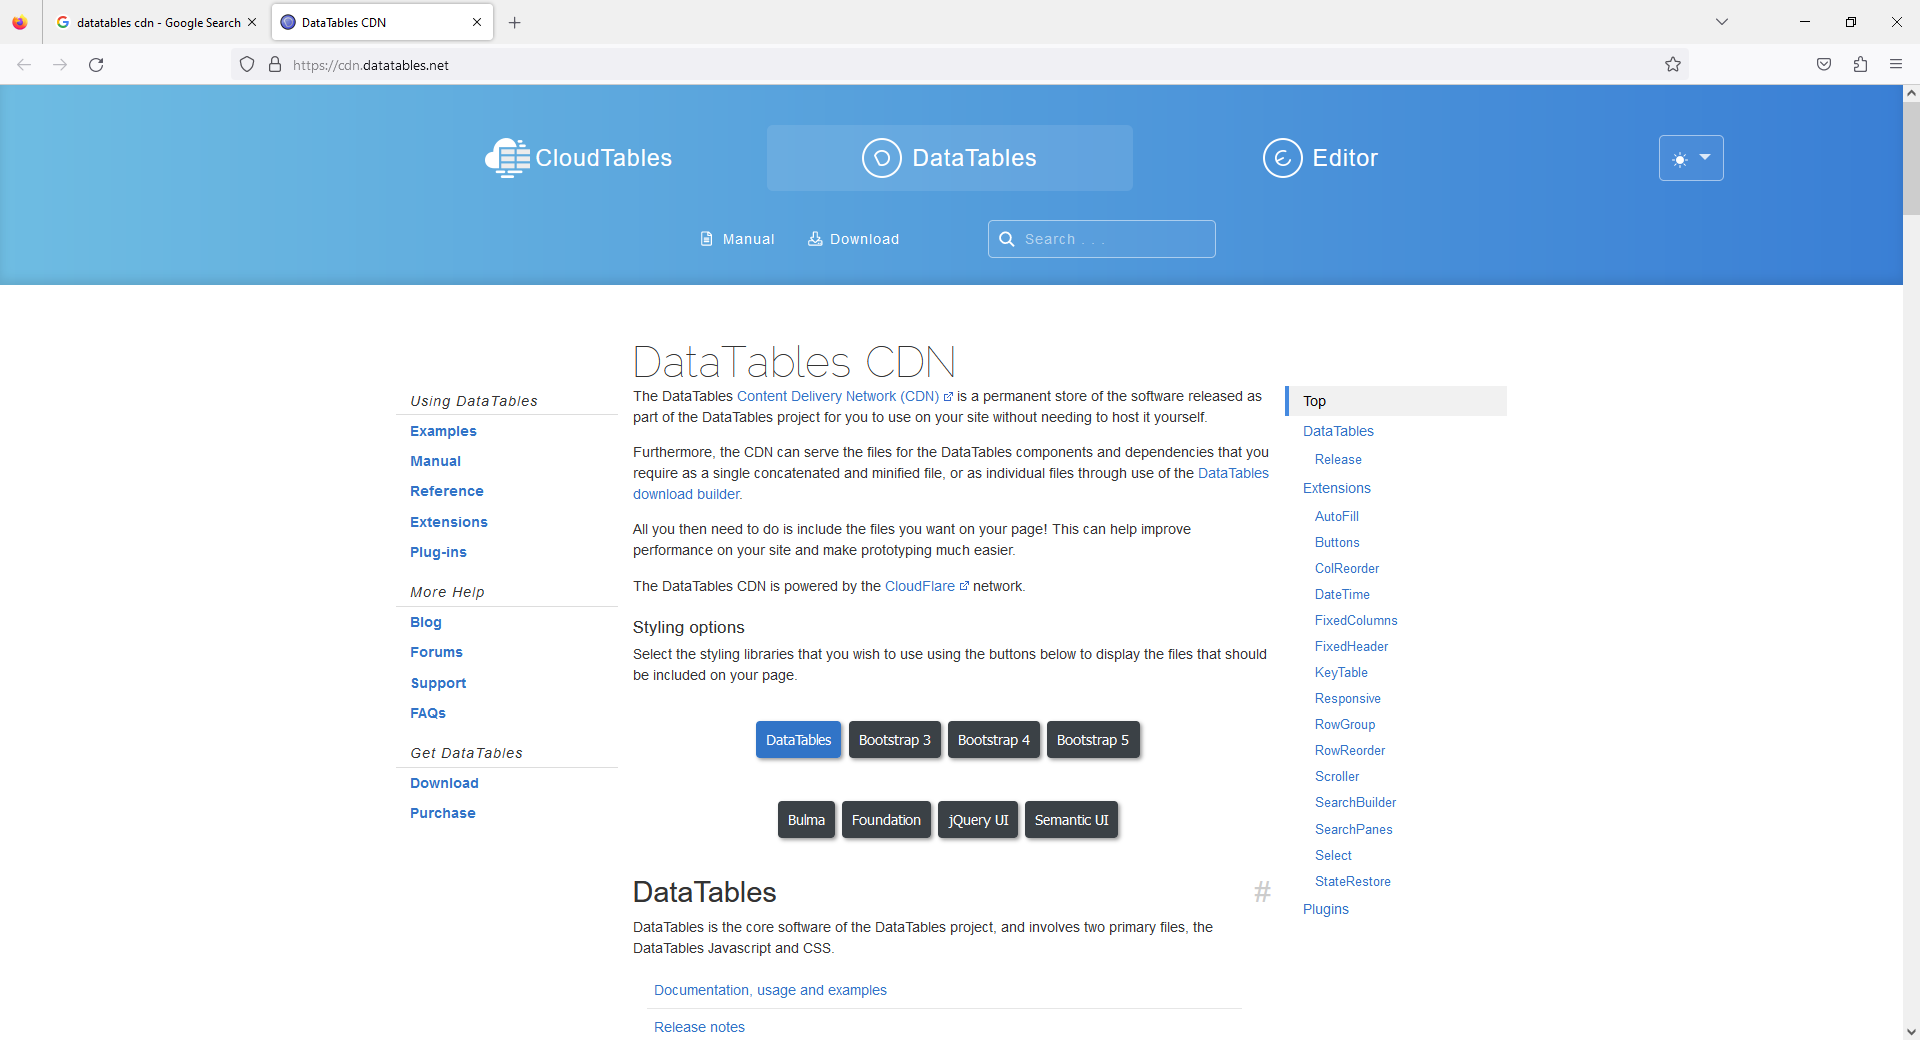 datatables cdn - Google Search
DataTables CDN
https://cdn.datatables.net
CloudTables
DataTables
Editor
Manual
Download
Search . . .
DataTables CDN
Using DataTables
Examples
Manual
Reference
Extensions
Plug-ins
More Help
Blog
Forums
Support
FAQs
Get DataTables
Download
Purchase
The DataTables Content Delivery Network (CDN) is a permanent store of the software released as
part of the DataTables project for you to use on your site without needing to host it yourself.
Furthermore, the CDN can serve the files for the DataTables components and dependencies that you
require as a single concatenated and minified file, or as individual files through use of the DataTables
download builder.
All you then need to do is include the files you want on your page! This can help improve
performance on your site and make prototyping much easier.
The DataTables CDN is powered by the CloudFlare network.
Styling options
Select the styling libraries that you wish to use using the buttons below to display the files that should
be included on your page.
DataTables
Bootstrap 3
Bootstrap 4
Bootstrap 5
Bulma
Foundation
jQuery UI
Semantic UI
DataTables
#
DataTables is the core software of the DataTables project, and involves two primary files, the
DataTables Javascript and CSS.
Documentation, usage and examples
Release notes
Top
DataTables
Release
Extensions
AutoFill
Buttons
ColReorder
DateTime
FixedColumns
FixedHeader
KeyTable
Responsive
RowGroup
RowReorder
Scroller
SearchBuilder
SearchPanes
Select
StateRestore
Plugins